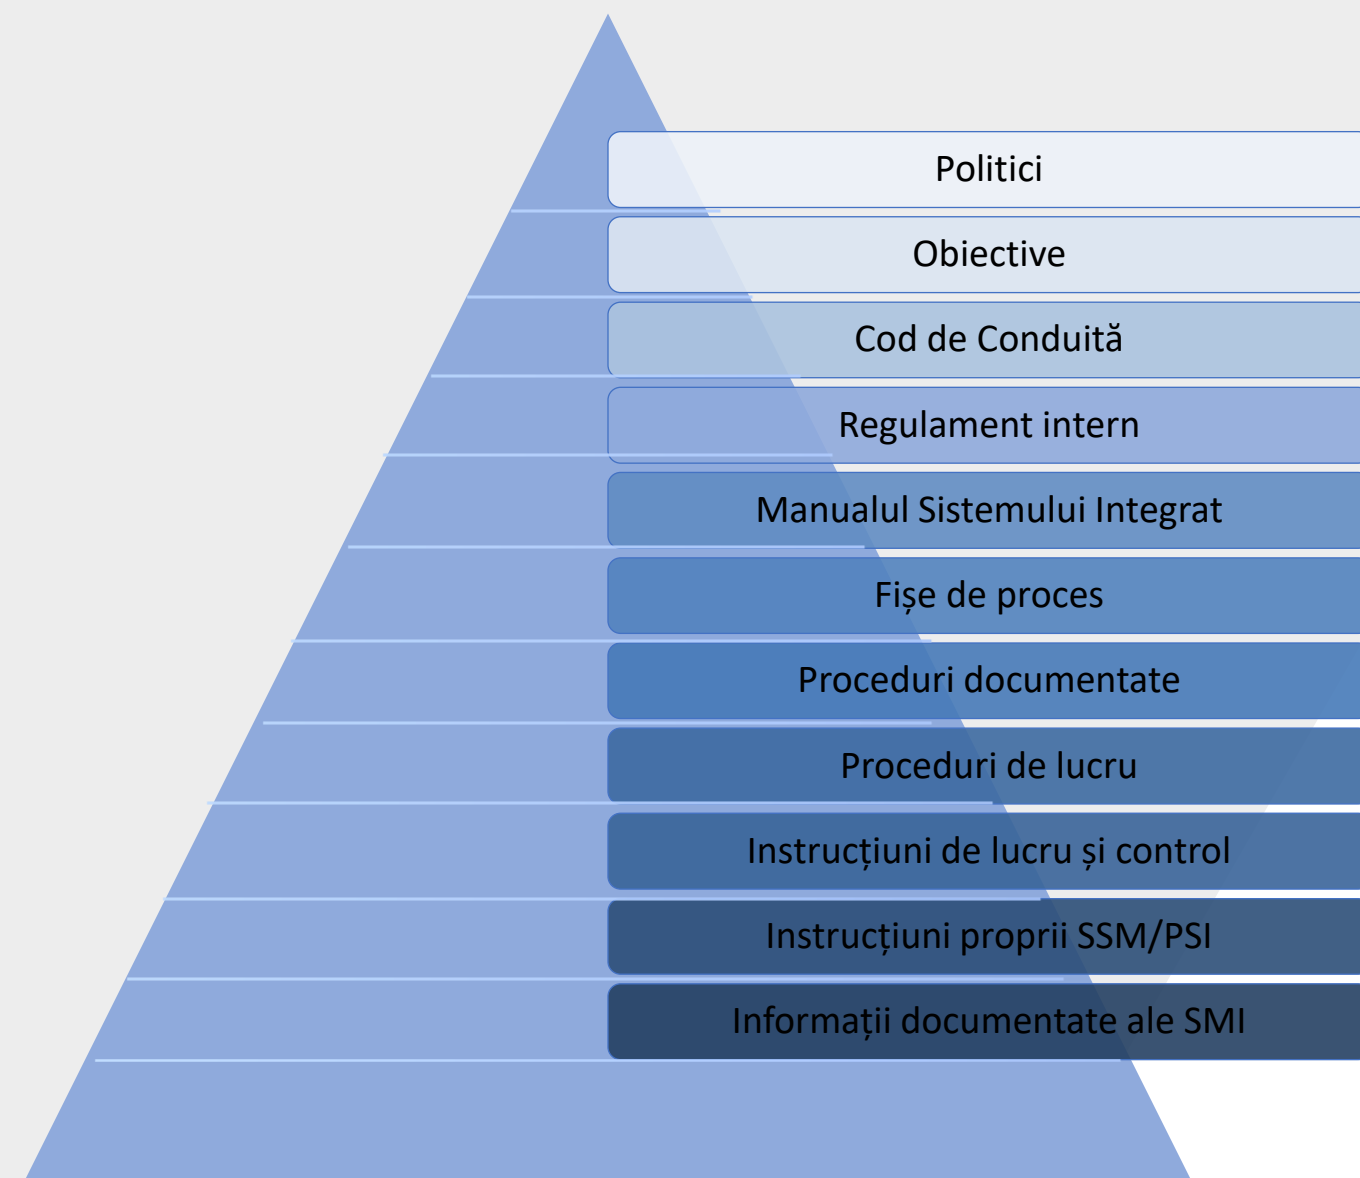 Politici
Obiective
Cod de Conduită
Regulament intern
Manualul Sistemului Integrat
Fișe de proces
Proceduri documentate
Proceduri de lucru
Instrucțiuni de lucru și control
Instrucțiuni proprii SSM/PSI
Informații documentate ale SMI